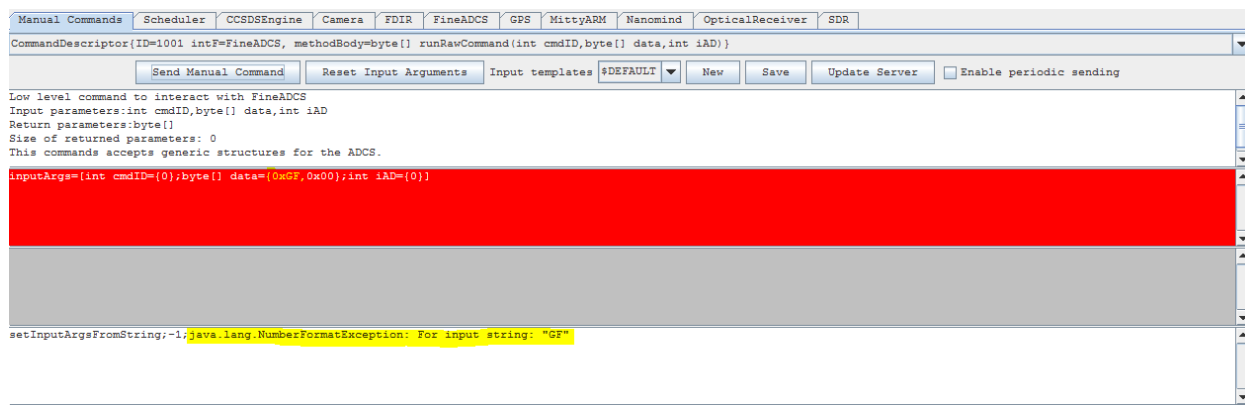 Manual Commands Scheduler CCSDSEngine Camera FDIR FineADCS GPS MittyARM Nanomind OpticalReceiver SDR
CommandDescriptor{ID=1001 intF=FineADCS, methodBody=byte[] runRawCommand(int cmdID,byte[] data,int iAD)}
Send Manual Command Reset Input Arguments Input templates $DEFAULT New Save Update Server Enable periodic sending
Low level command to interact with FineADCS
Input parameters:int cmdID,byte[] data,int iAD
Return parameters:byte[]
Size of returned parameters: 0
This commands accepts generic structures for the ADCS.
inputArgs=[int cmdID={0};byte[] data={0xGF,0x00};int iAD={0}]
setInputArgsFromString;-1;java.lang.NumberFormatException: For input string: "GF"